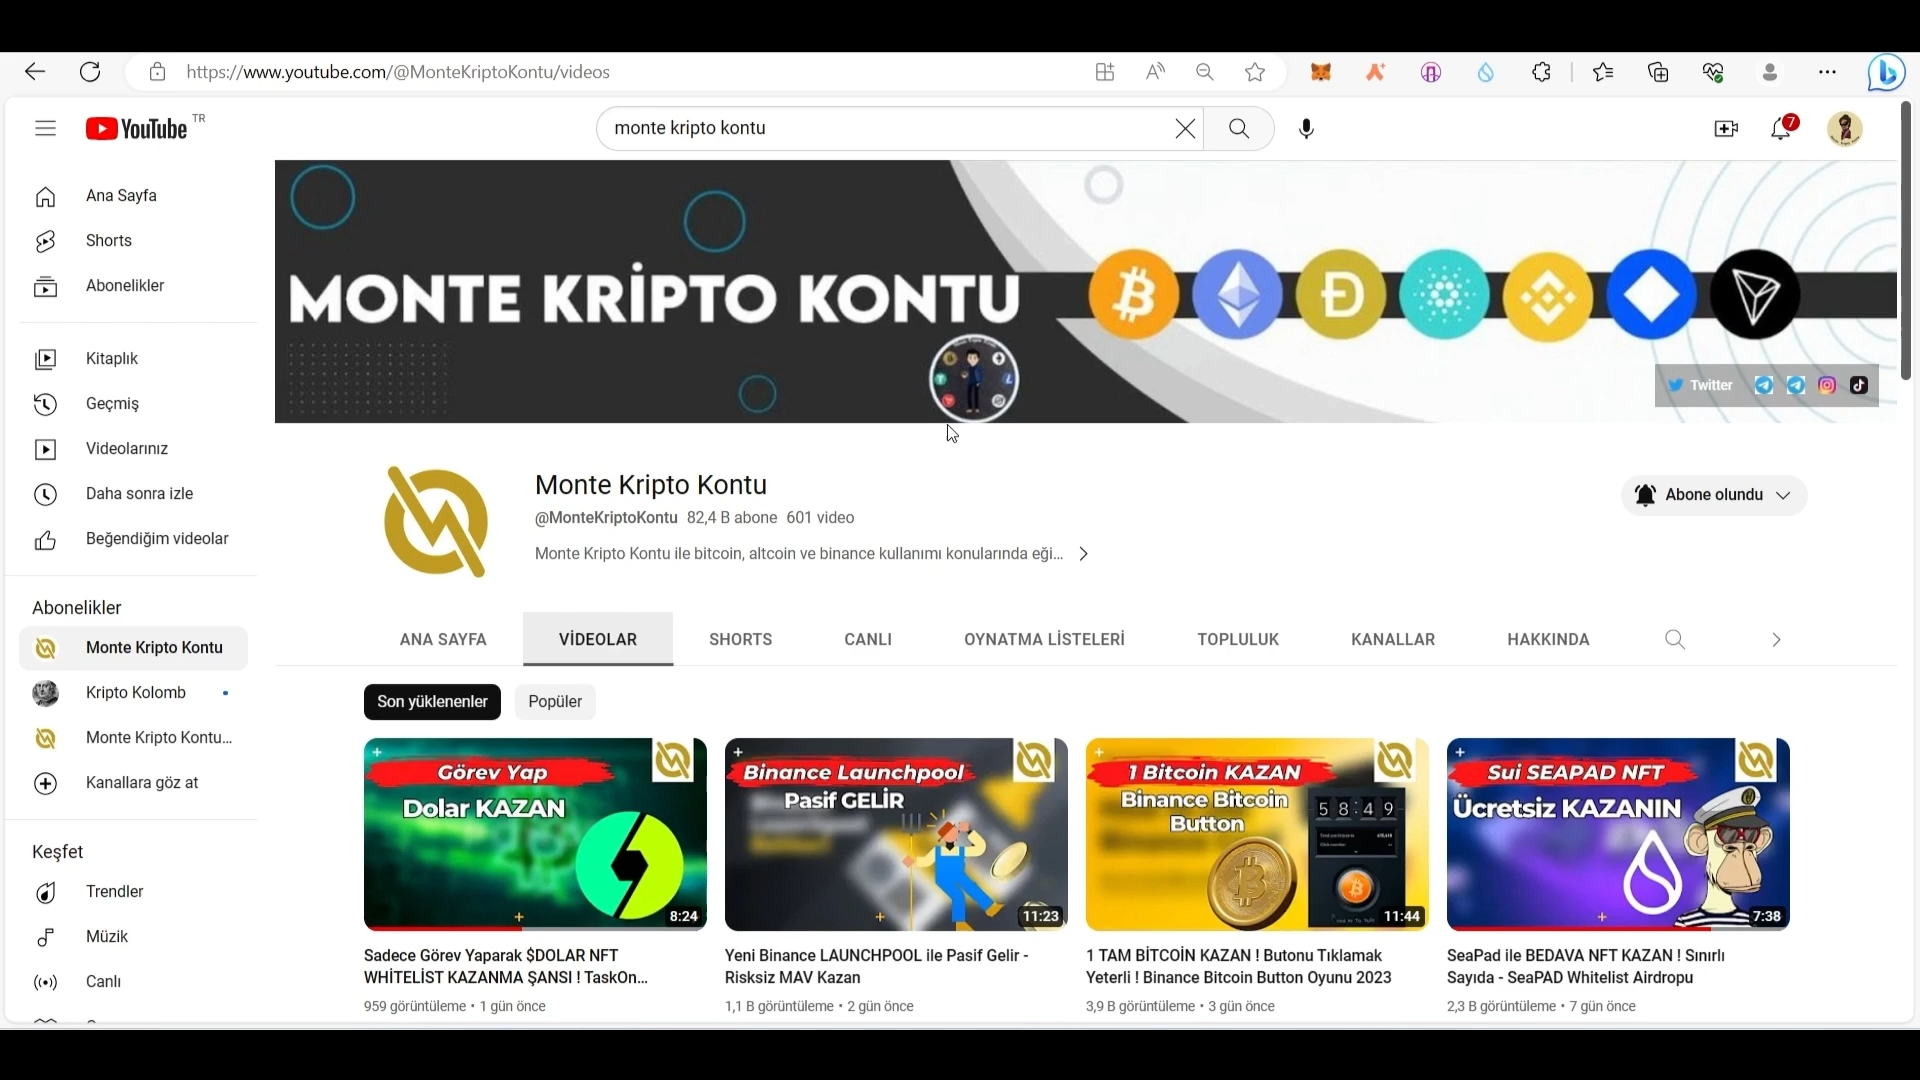 https://www.youtube.com/@MonteKriptoKontu/videos
YouTube TR
monte kripto kontu
7
Ana Sayfa
Shorts
Abonelikler
Kitaplık
Geçmiş
Videolarınız
Daha sonra izle
Beğendiğim videolar
Abonelikler
Monte Kripto Kontu
Kripto Kolomb
Monte Kripto Kontu...
Kanallara göz at
Keşfet
Trendler
Müzik
Canlı
MONTE KRİPTO KONTU
Twitter
Monte Kripto Kontu
@MonteKriptoKontu 82,4 B abone 601 video
Monte Kripto Kontu ile bitcoin, altcoin ve binance kullanımı konularında eği...
Abone olundu
ANA SAYFA VİDEOLAR SHORTS CANLI OYNATMA LİSTELERİ TOPLULUK KANALLAR HAKKINDA
Son yüklenenler Popüler
Görev Yap
Dolar KAZAN
8:24
Sadece Görev Yaparak $DOLAR NFT
WHİTELİST KAZANMA ŞANSI ! TaskOn...
959 görüntüleme • 1 gün önce
Binance Launchpool
Pasif GELİR
11:23
Yeni Binance LAUNCHPOOL ile Pasif Gelir -
Risksiz MAV Kazan
1,1 B görüntüleme • 2 gün önce
1 Bitcoin KAZAN
Binance Bitcoin
Button
58:49
11:44
1 TAM BİTCOİN KAZAN ! Butonu Tıklamak
Yeterli ! Binance Bitcoin Button Oyunu 2023
3,9 B görüntüleme • 3 gün önce
Sui SEAPAD NFT
Ücretsiz KAZANIN
7:38
SeaPad ile BEDAVA NFT KAZAN ! Sınırlı
Sayıda - SeaPAD Whitelist Airdropu
2,3 B görüntüleme • 7 gün önce